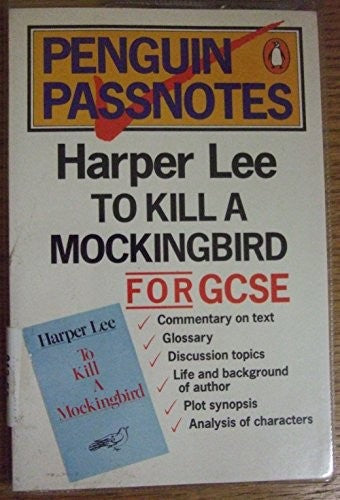 PENGUIN
PASSNOTES
Harper Lee
TO KILL A
MOCKINGBIRD
FOR GCSE
Commentary on text
Glossary
Discussion topics
Life and background
of author
Plot synopsis
Analysis of characters
Harper Lee
To
Kill
A
Mockingbird